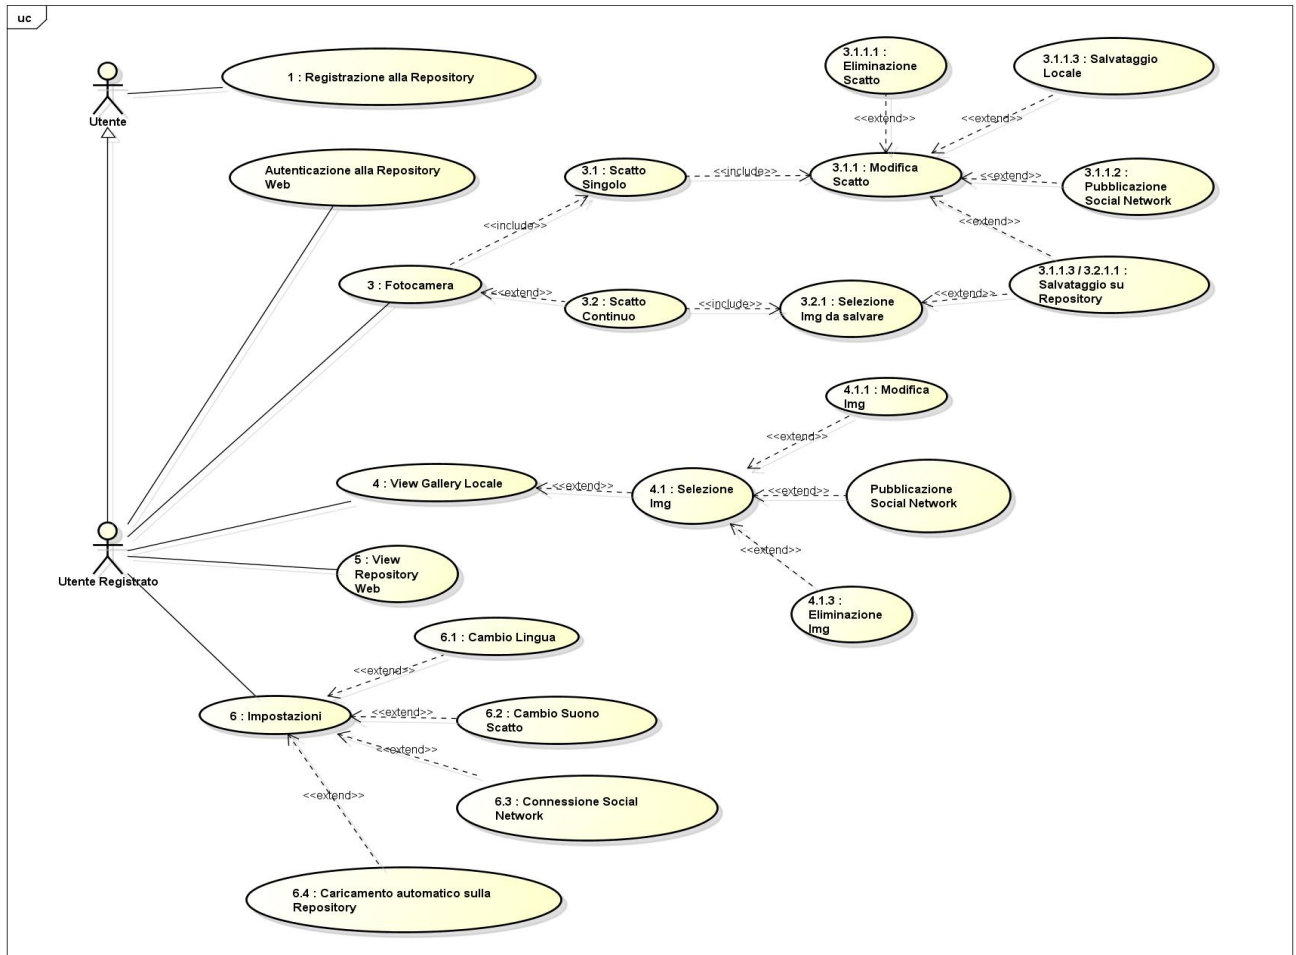 uc
3.1.1.1 :
Eliminazione
Scatto
3.1.1.3 : Salvataggio
Locale
1 : Registrazione alla Repository
Utente
<<extend>>
<<extend>>
Autenticazione alla Repository
Web
3.1 : Scatto
Singolo
<<include>>
3.1.1 : Modifica
Scatto
<<extend>>
3.1.1.2 :
Pubblicazione
Social Network
<<include>>
<<extend>>
3 : Fotocamera
<<extend>>
3.2 : Scatto
Continuo
<<include>>
3.2.1 : Selezione
Img da salvare
<<extend>>
3.1.1.3 / 3.2.1.1 :
Salvataggio su
Repository
4.1.1 : Modifica
Img
<<extend>>
4 : View Gallery Locale
<<extend>>
4.1 : Selezione
Img
<<extend>>
Pubblicazione
Social Network
<<extend>>
5 : View
Repository
Web
Utente Registrato
4.1.3 :
Eliminazione
Img
6.1 : Cambio Lingua
<<extend>>
6 : Impostazioni
<<extend>>
6.2 : Cambio Suono
Scatto
<<extend>>
<<extend>>
6.3 : Connessione Social
Network
6.4 : Caricamento automatico sulla
Repository